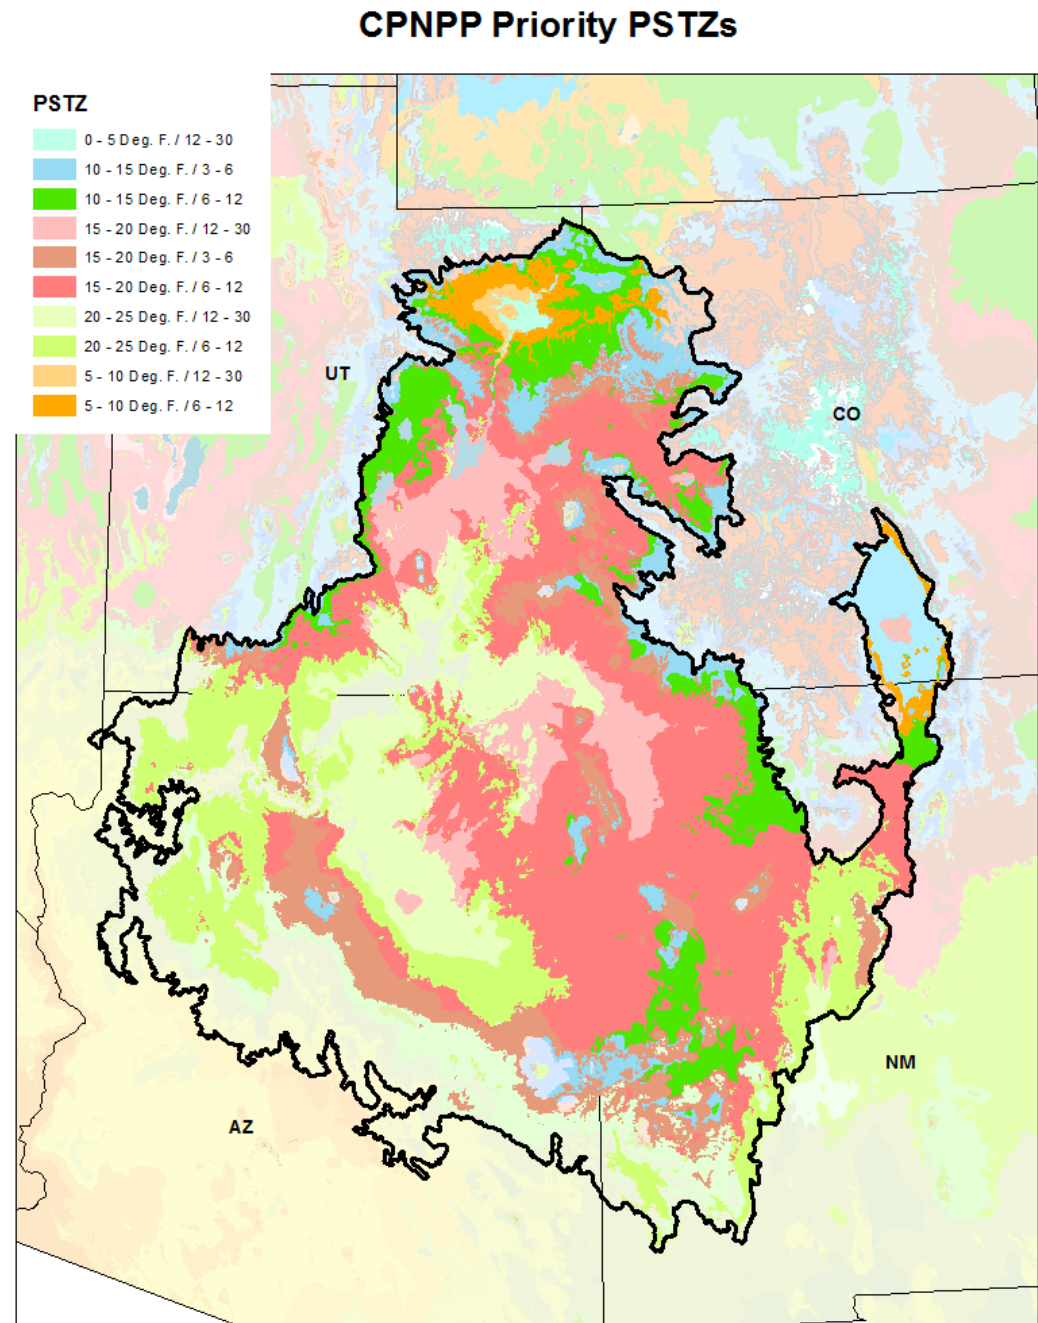 CPNPP Priority PSTZs
PSTZ
0 - 5 Deg. F. / 12 - 30
10 - 15 Deg. F. / 3 - 6
10 - 15 Deg. F. / 6 - 12
15 - 20 Deg. F. / 12 - 30
15 - 20 Deg. F. / 3 - 6
15 - 20 Deg. F. / 6 - 12
20 - 25 Deg. F. / 12 - 30
20 - 25 Deg. F. / 6 - 12
5 - 10 Deg. F. / 12 - 30
5 - 10 Deg. F. / 6 - 12
UT
CO
NM
AZ